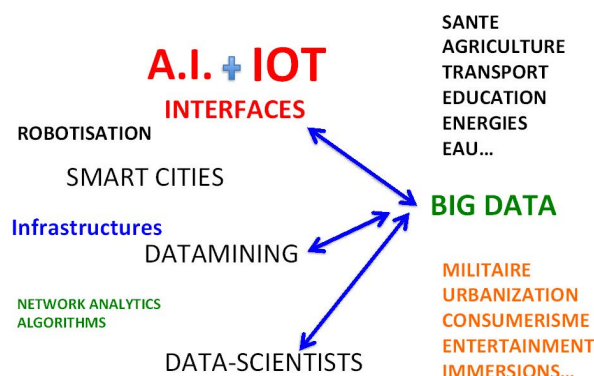 A.I. + IOT
INTERFACES
ROBOTISATION
SMART CITIES
Infrastructures
DATAMINING
NETWORK ANALYTICS
ALGORITHMS
DATA-SCIENTISTS
SANTE
AGRICULTURE
TRANSPORT
EDUCATION
ENERGIES
EAU...
BIG DATA
MILITAIRE
URBANIZATION
CONSUMERISME
ENTERTAINMENT
IMMERSIONS...